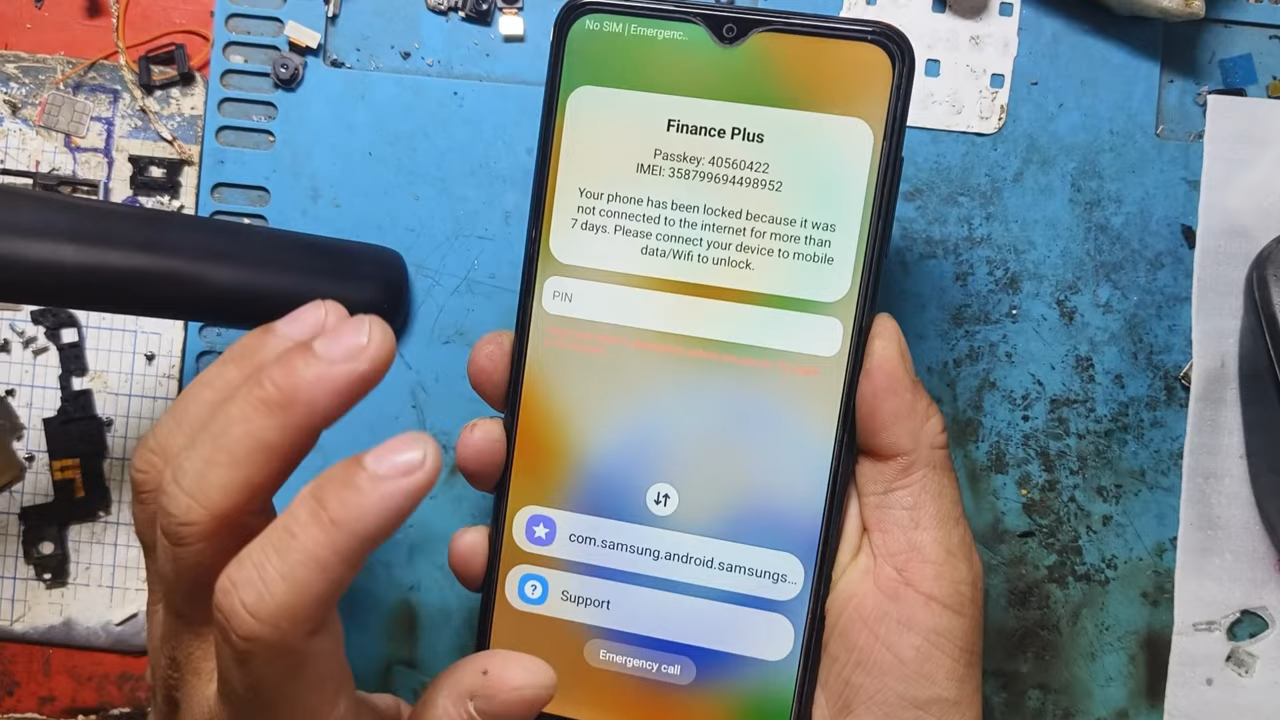 No SIM | Emergenc..
Finance Plus
Passkey: 40560422
IMEI: 358799694498952
Your phone has been locked because it was
not connected to the internet for more than
7 days. Please connect your device to mobile
data/Wifi to unlock.
PIN
com.samsung.android.samsungs...
Support
Emergency call